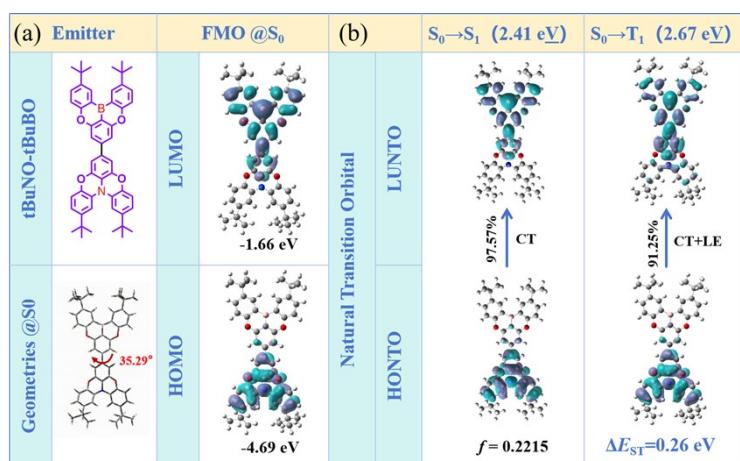 (a) Emitter FMO @S₀ (b) S₀→S₁ (2.41 eV) S₀→T₁ (2.67 eV)
tBuNO-tBuBO
B
O O
O O
N
LUMO
-1.66 eV
Natural Transition Orbital
LUNTO
97.57% CT
91.25% CT+LE
Geometries @S0
35.29°
HOMO
-4.69 eV
HONTO
f = 0.2215
ΔE_ST=0.26 eV